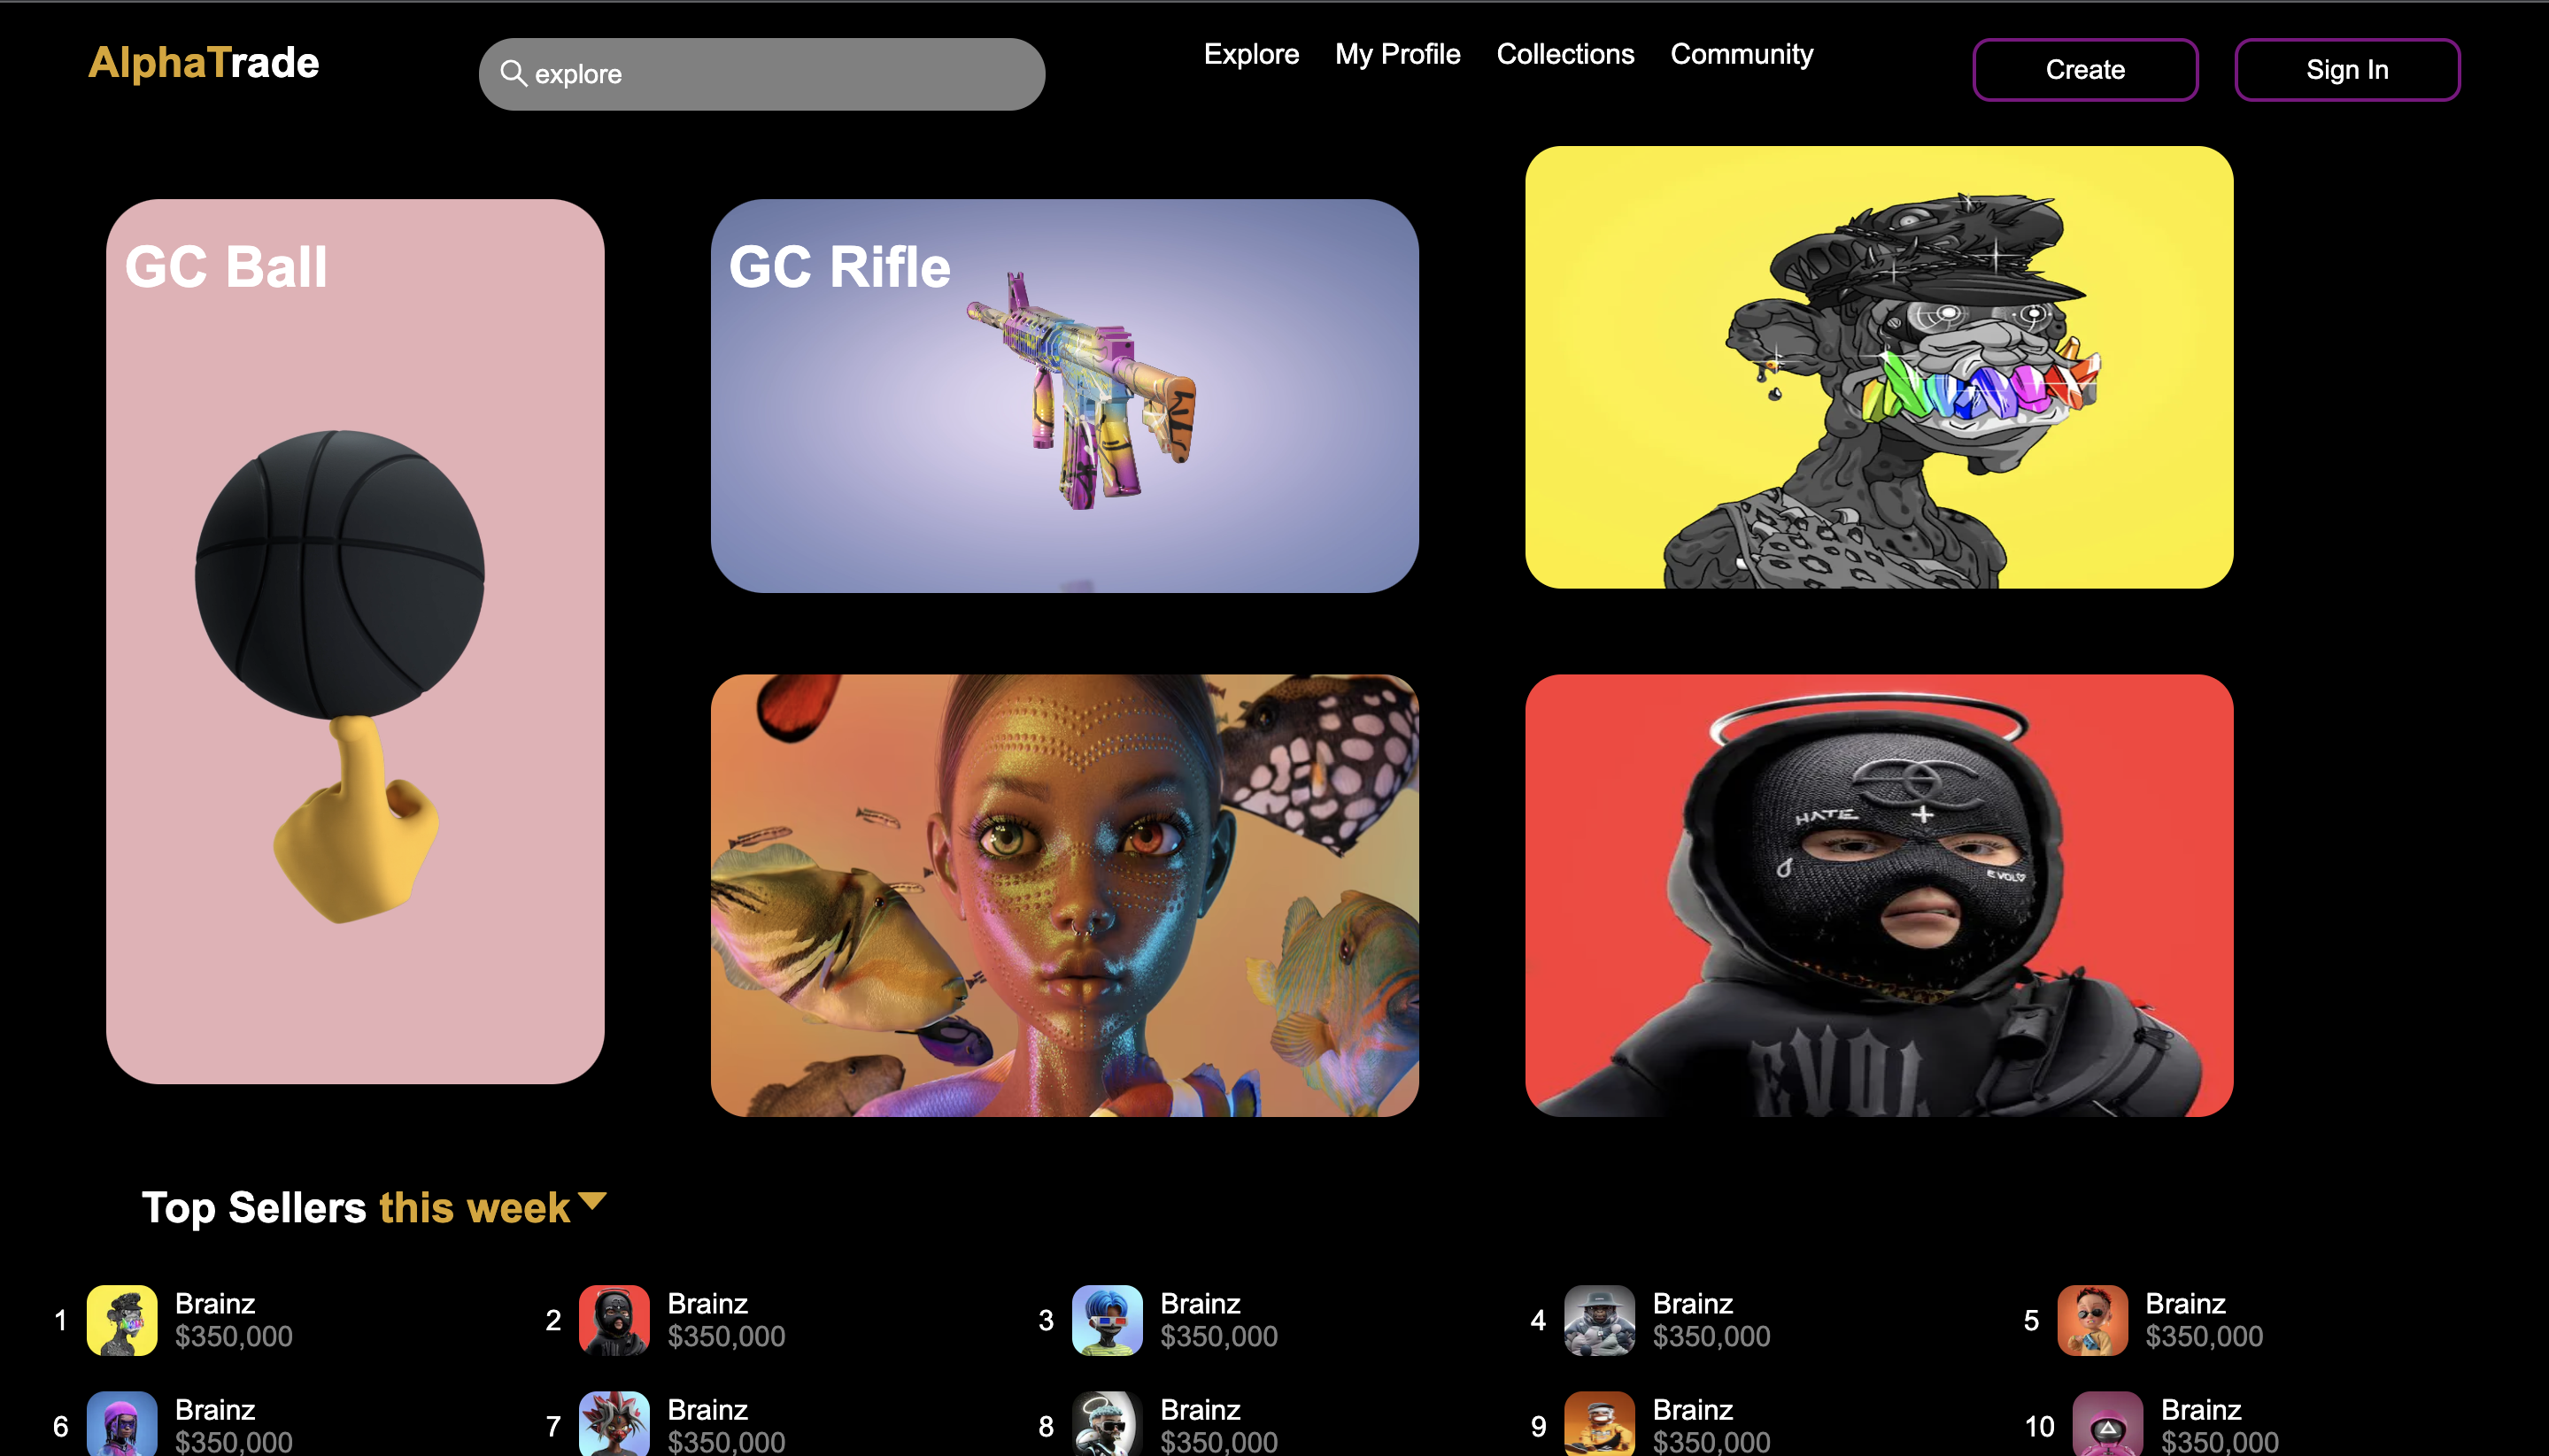 AlphaTrade
explore
Explore My Profile Collections Community
Create
Sign In
GC Ball
GC Rifle
HATE
EVOL
EVOL
Top Sellers this week
1 Brainz
$350,000
2 Brainz
$350,000
3 Brainz
$350,000
4 Brainz
$350,000
5 Brainz
$350,000
6 Brainz
$350,000
7 Brainz
$350,000
8 Brainz
$350,000
9 Brainz
$350,000
10 Brainz
$350,000